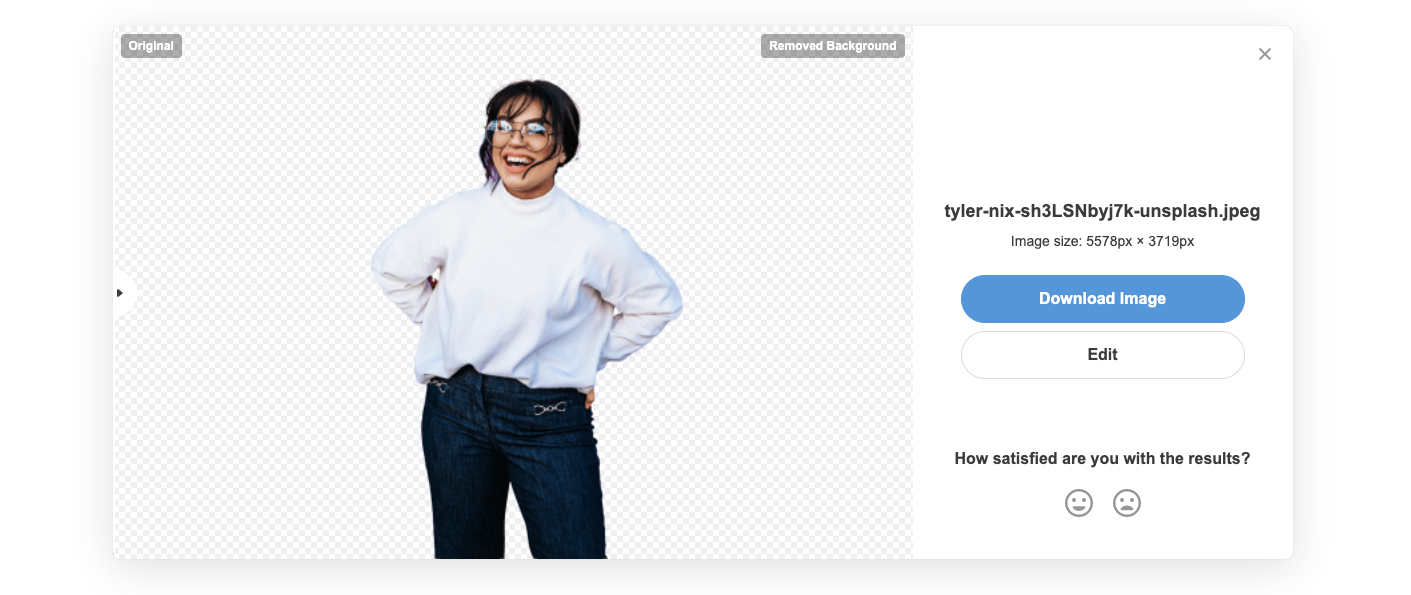 Original
Removed Background
tyler-nix-sh3LSNbyj7k-unsplash.jpeg
Image size: 5578px × 3719px
Download Image
Edit
How satisfied are you with the results?